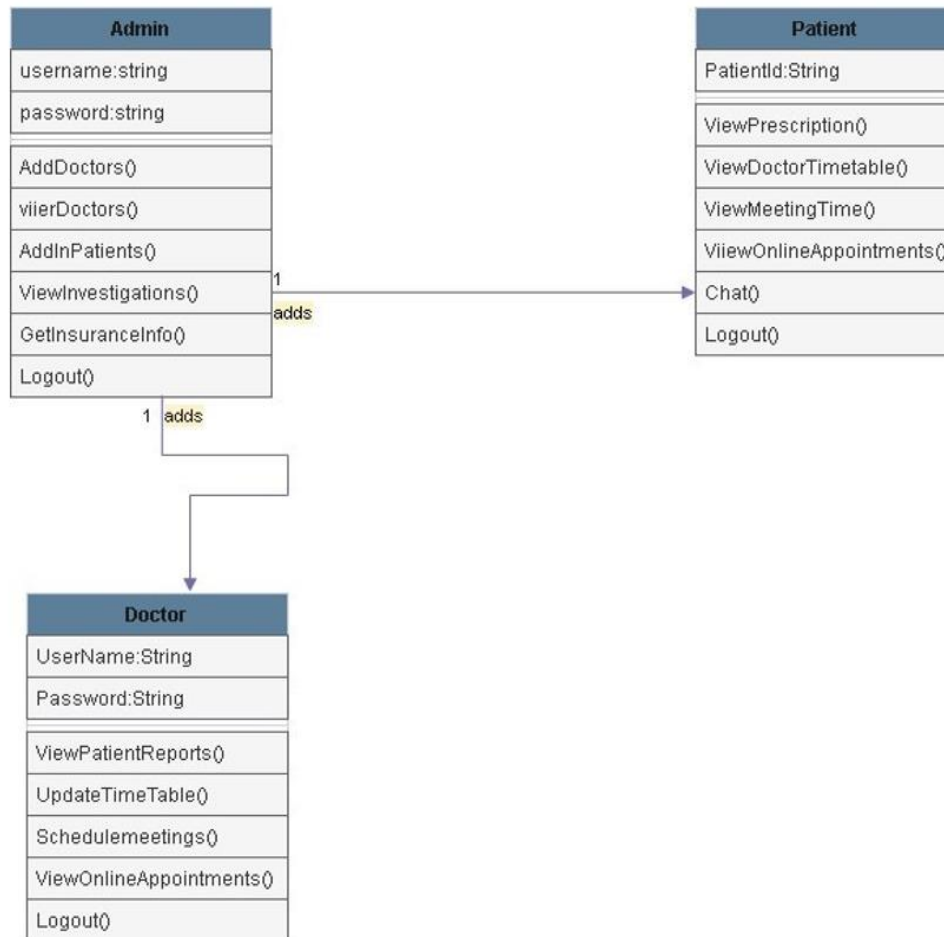 Admin
username:string
password:string
AddDoctors()
viierDoctors()
AddInPatients()
ViewInvestigations()
GetInsuranceInfo()
Logout()
1
adds
Patient
PatientId:String
ViewPrescription()
ViewDoctorTimetable()
ViewMeetingTime()
ViiewOnlineAppointments()
Chat()
Logout()
1 adds
Doctor
UserName:String
Password:String
ViewPatientReports()
UpdateTimeTable()
Schedulemeetings()
ViewOnlineAppointments()
Logout()